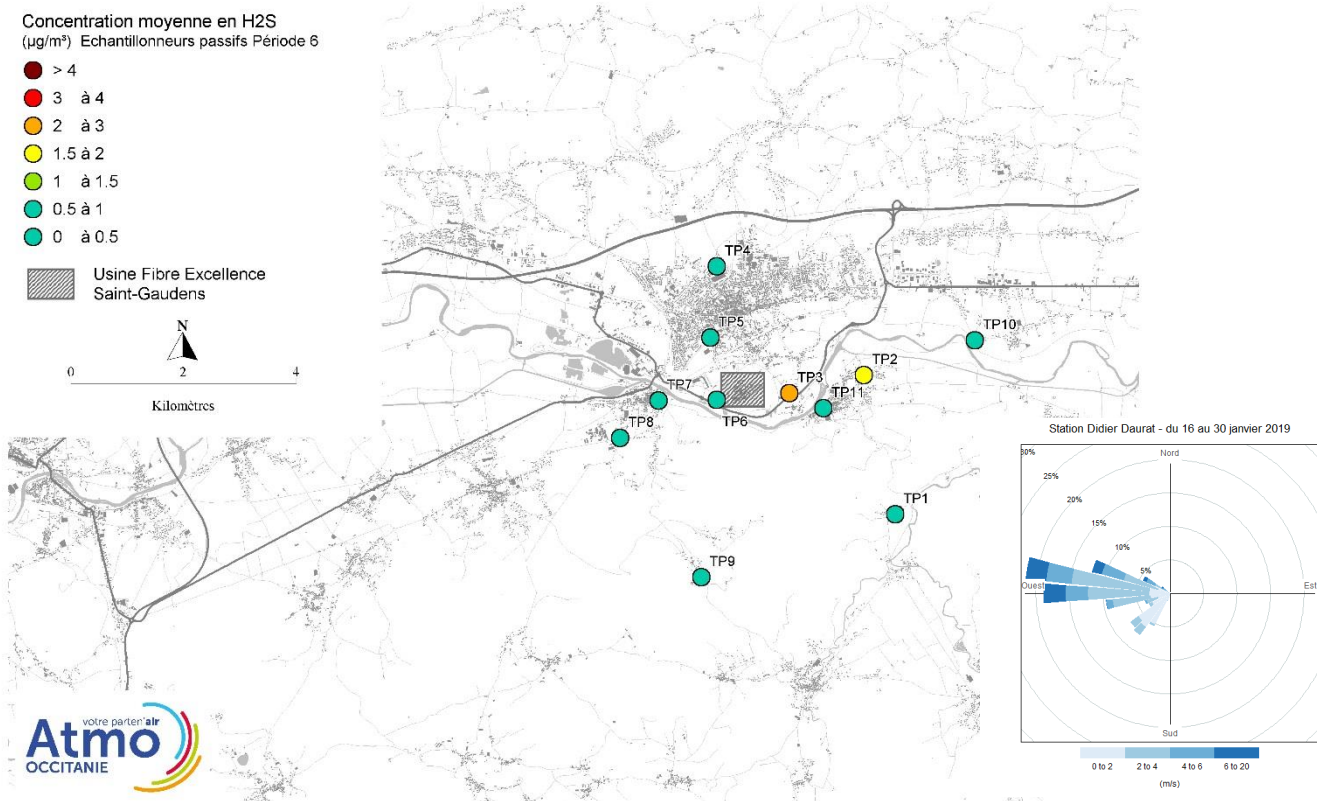 Concentration moyenne en H2S
(µg/m³) Echantillonneurs passifs Période 6
> 4
3 à 4
2 à 3
1.5 à 2
1 à 1.5
0.5 à 1
0 à 0.5
Usine Fibre Excellence
Saint-Gaudens
N
0 2 4
Kilomètres
TP4
TP5
TP10
TP2
TP7
TP3
TP11
TP6
TP8
TP1
TP9
Station Didier Daurat - du 16 au 30 janvier 2019
30%
Nord
25%
20%
15%
10%
5%
Ouest
Est
Sud
0 to 2 2 to 4 4 to 6 6 to 20
(m/s)
votre parten'air
Atmo
OCCITANIE